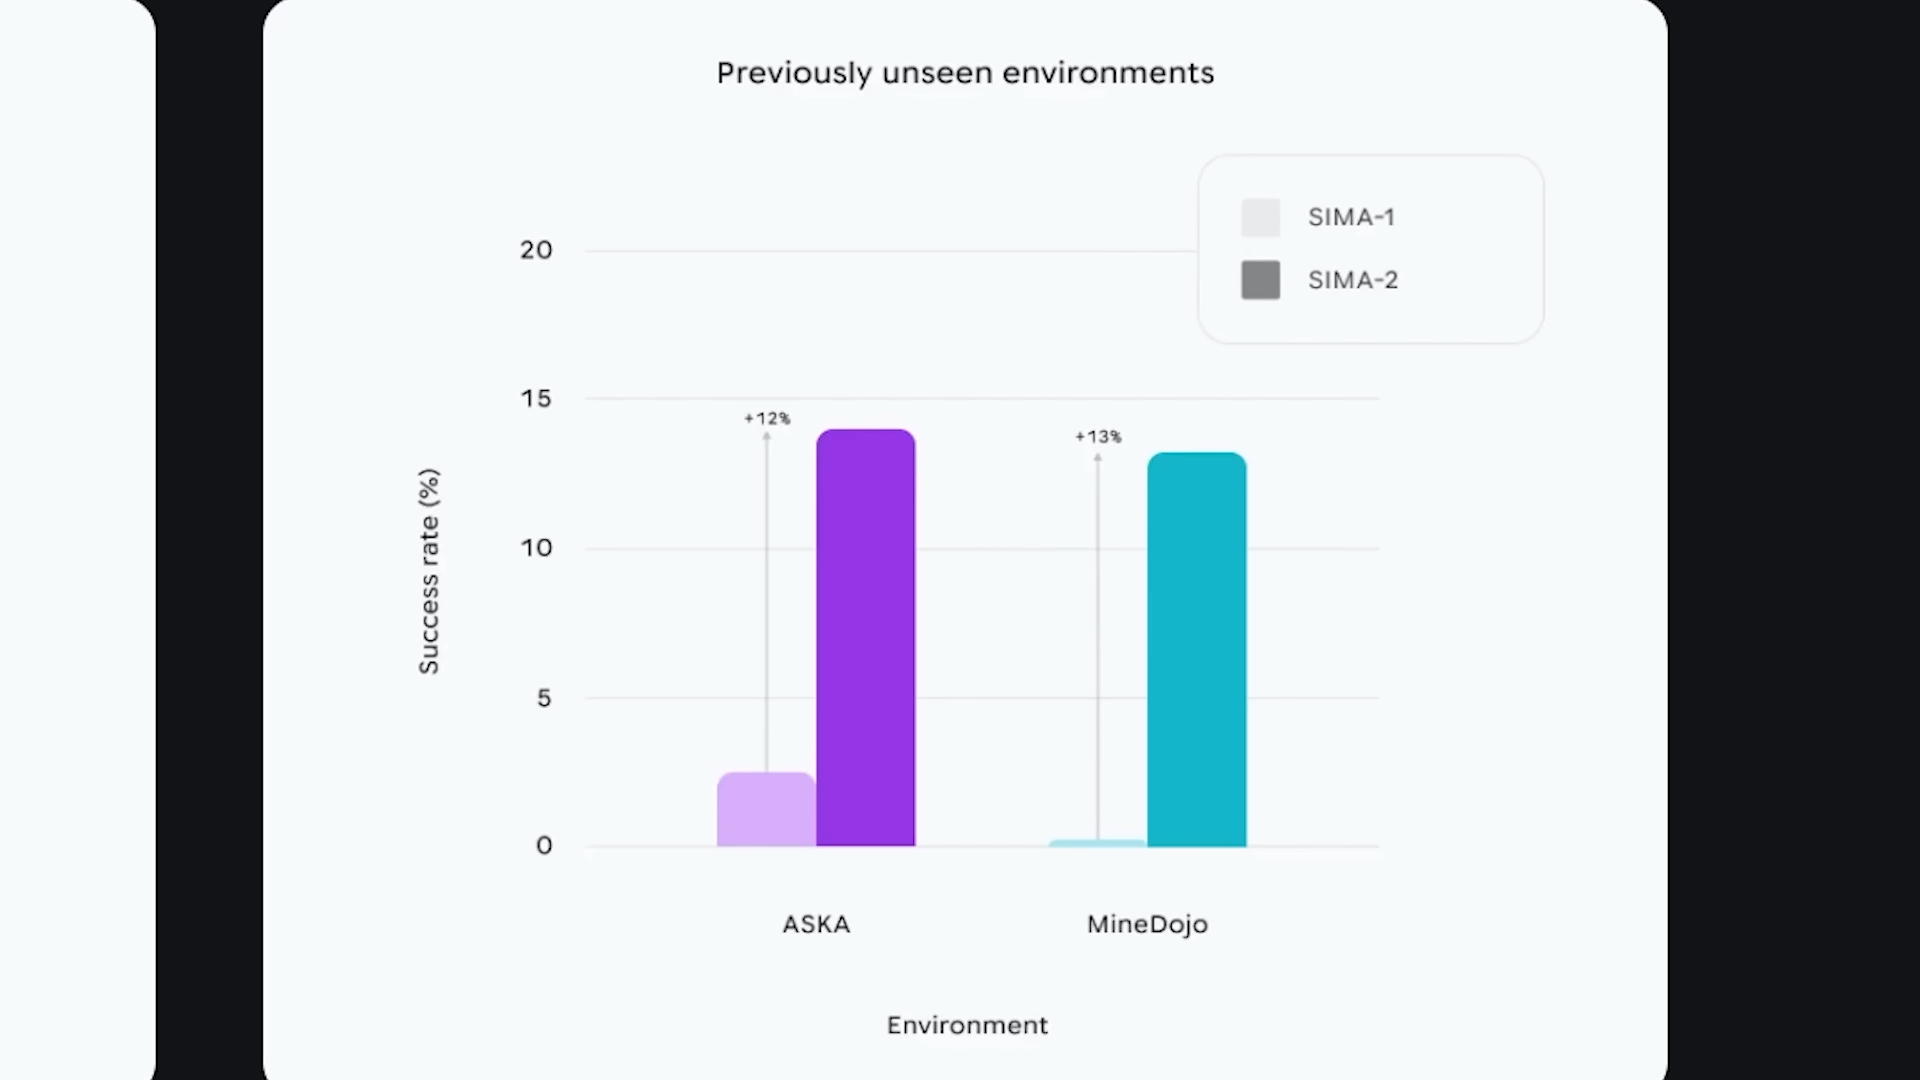 Previously unseen environments
SIMA-1
SIMA-2
20
15
10
5
0
Success rate (%)
+12%
+13%
ASKA
MineDojo
Environment